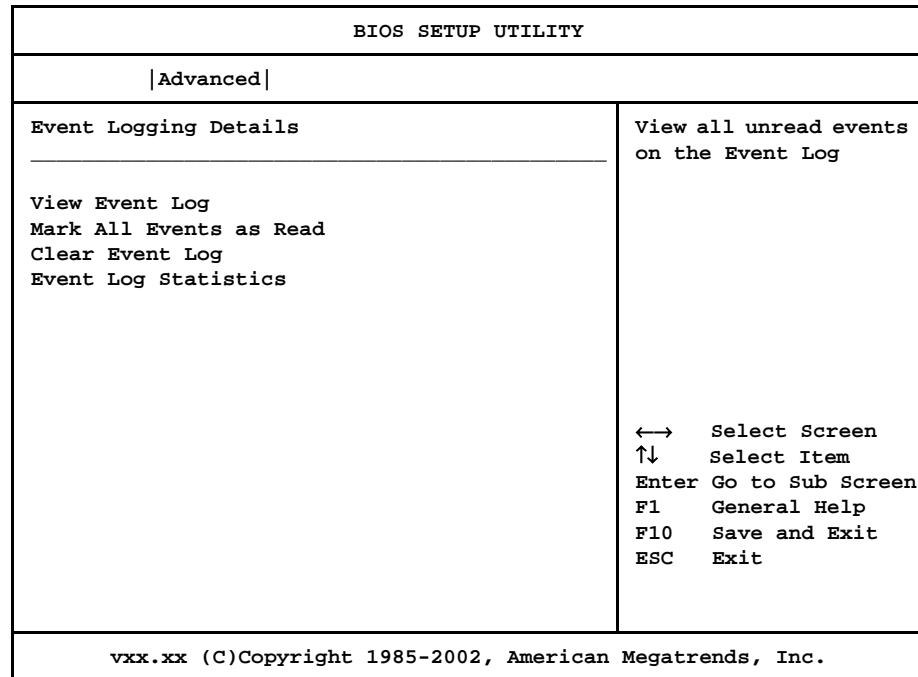 BIOS SETUP UTILITY
|Advanced|
Event Logging Details
View Event Log
Mark All Events as Read
Clear Event Log
Event Log Statistics
View all unread events
on the Event Log
←→ Select Screen
↑↓ Select Item
Enter Go to Sub Screen
F1 General Help
F10 Save and Exit
ESC Exit
vxx.xx (C)Copyright 1985-2002, American Megatrends, Inc.